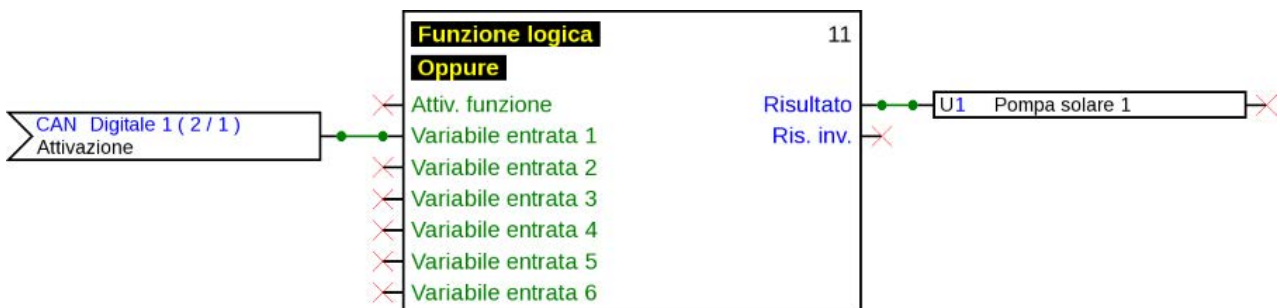 Funzione logica 11
Oppure
Attiv. funzione Risultato U1 Pompa solare 1
CAN Digitale 1 ( 2 / 1 )
Attivazione
Variabile entrata 1 Ris. inv.
Variabile entrata 2
Variabile entrata 3
Variabile entrata 4
Variabile entrata 5
Variabile entrata 6